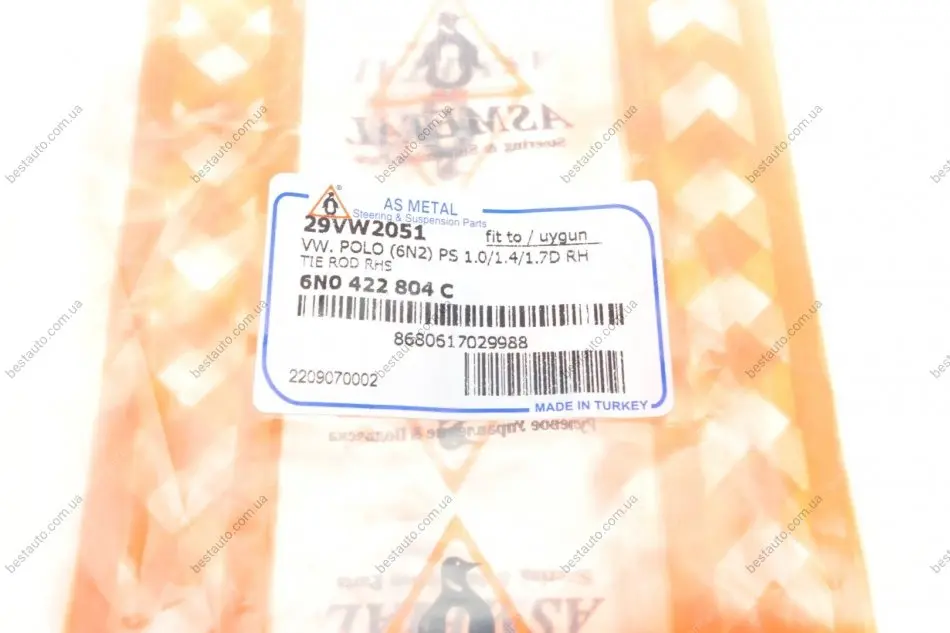 ASMETAL
AS METAL
Steering & Suspension Parts
29VW2051 fit to / uygun
VW. POLO (6N2) PS 1.0/1.4/1.7D RH
TIE ROD RHS
6N0 422 804 C
8680617029988
2209070002
MADE IN TURKEY
Рулевое Управление & Подвеска
bestauto.com.ua